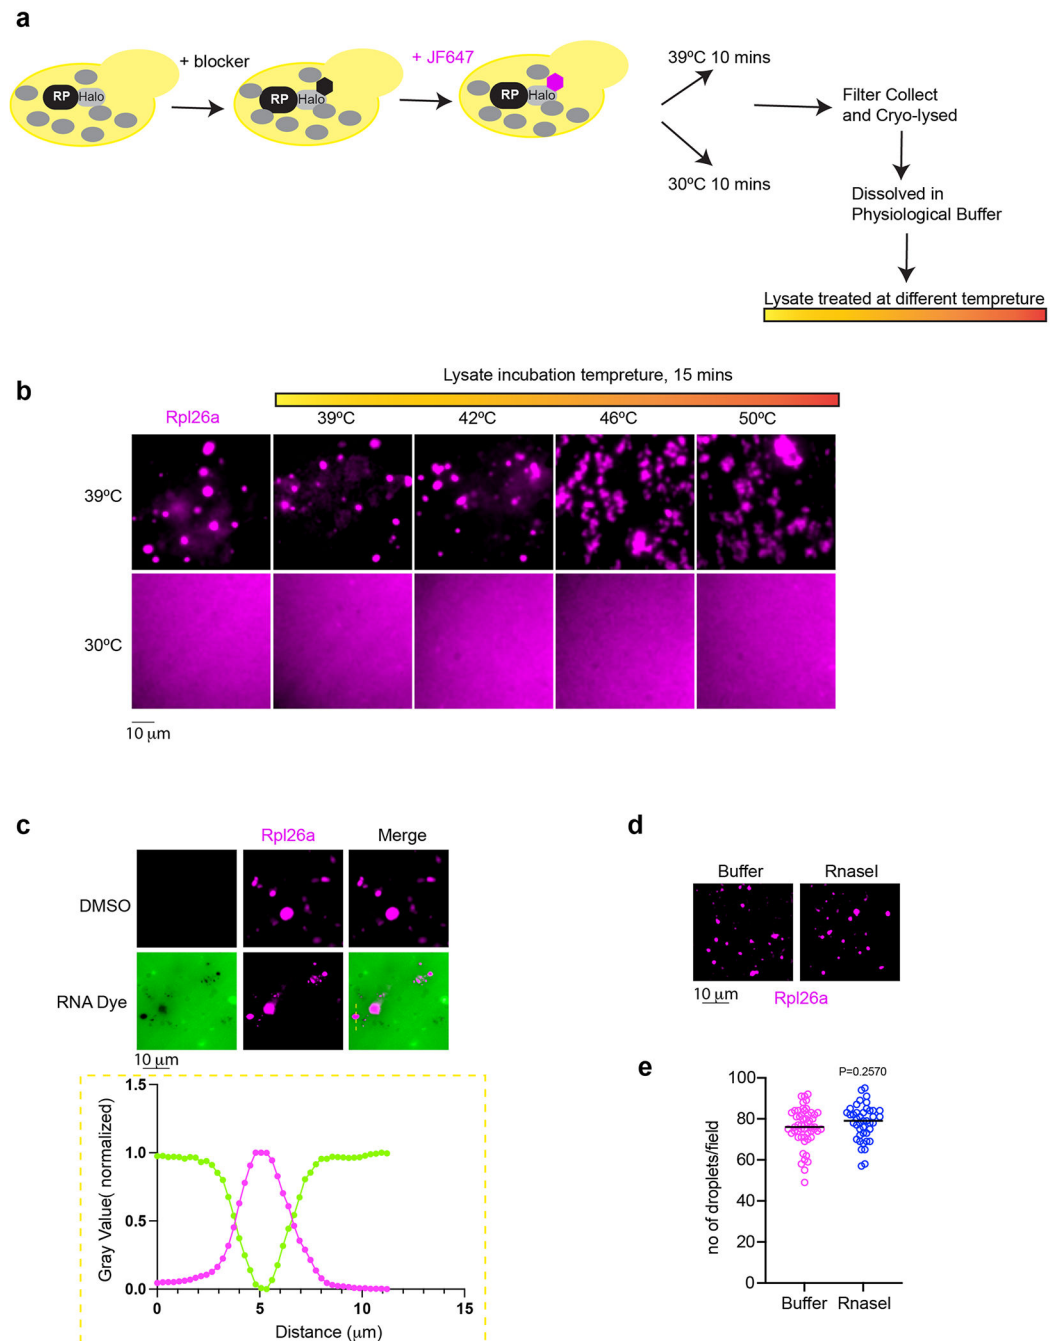 a
+ blocker
+ JF647
39ºC 10 mins
RP
Halo
RP
Halo
RP
Halo
Filter Collect
and Cryo-lysed
30ºC 10 mins
Dissolved in
Physiological Buffer
Lysate treated at different tempreture
b
Lysate incubation tempreture, 15 mins
Rpl26a
39ºC
42ºC
46ºC
50ºC
39ºC
30ºC
10 μm
c
Rpl26a
Merge
DMSO
RNA Dye
10 μm
1.5
1.0
0.5
0.0
Gray Value( normalized)
0
5
10
15
Distance (μm)
d
Buffer
RnaseI
10 μm
Rpl26a
e
P=0.2570
100
80
60
40
20
0
no of droplets/field
Buffer
RnaseI